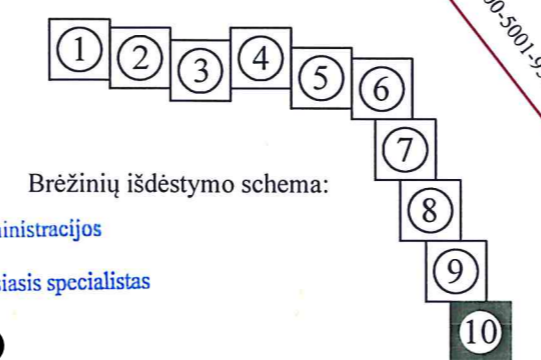 00-5001-9
1 2 3 4 5 6
7
8
9
10
Brėžinių išdėstymo schema:
inistracijos
iasis specialistas